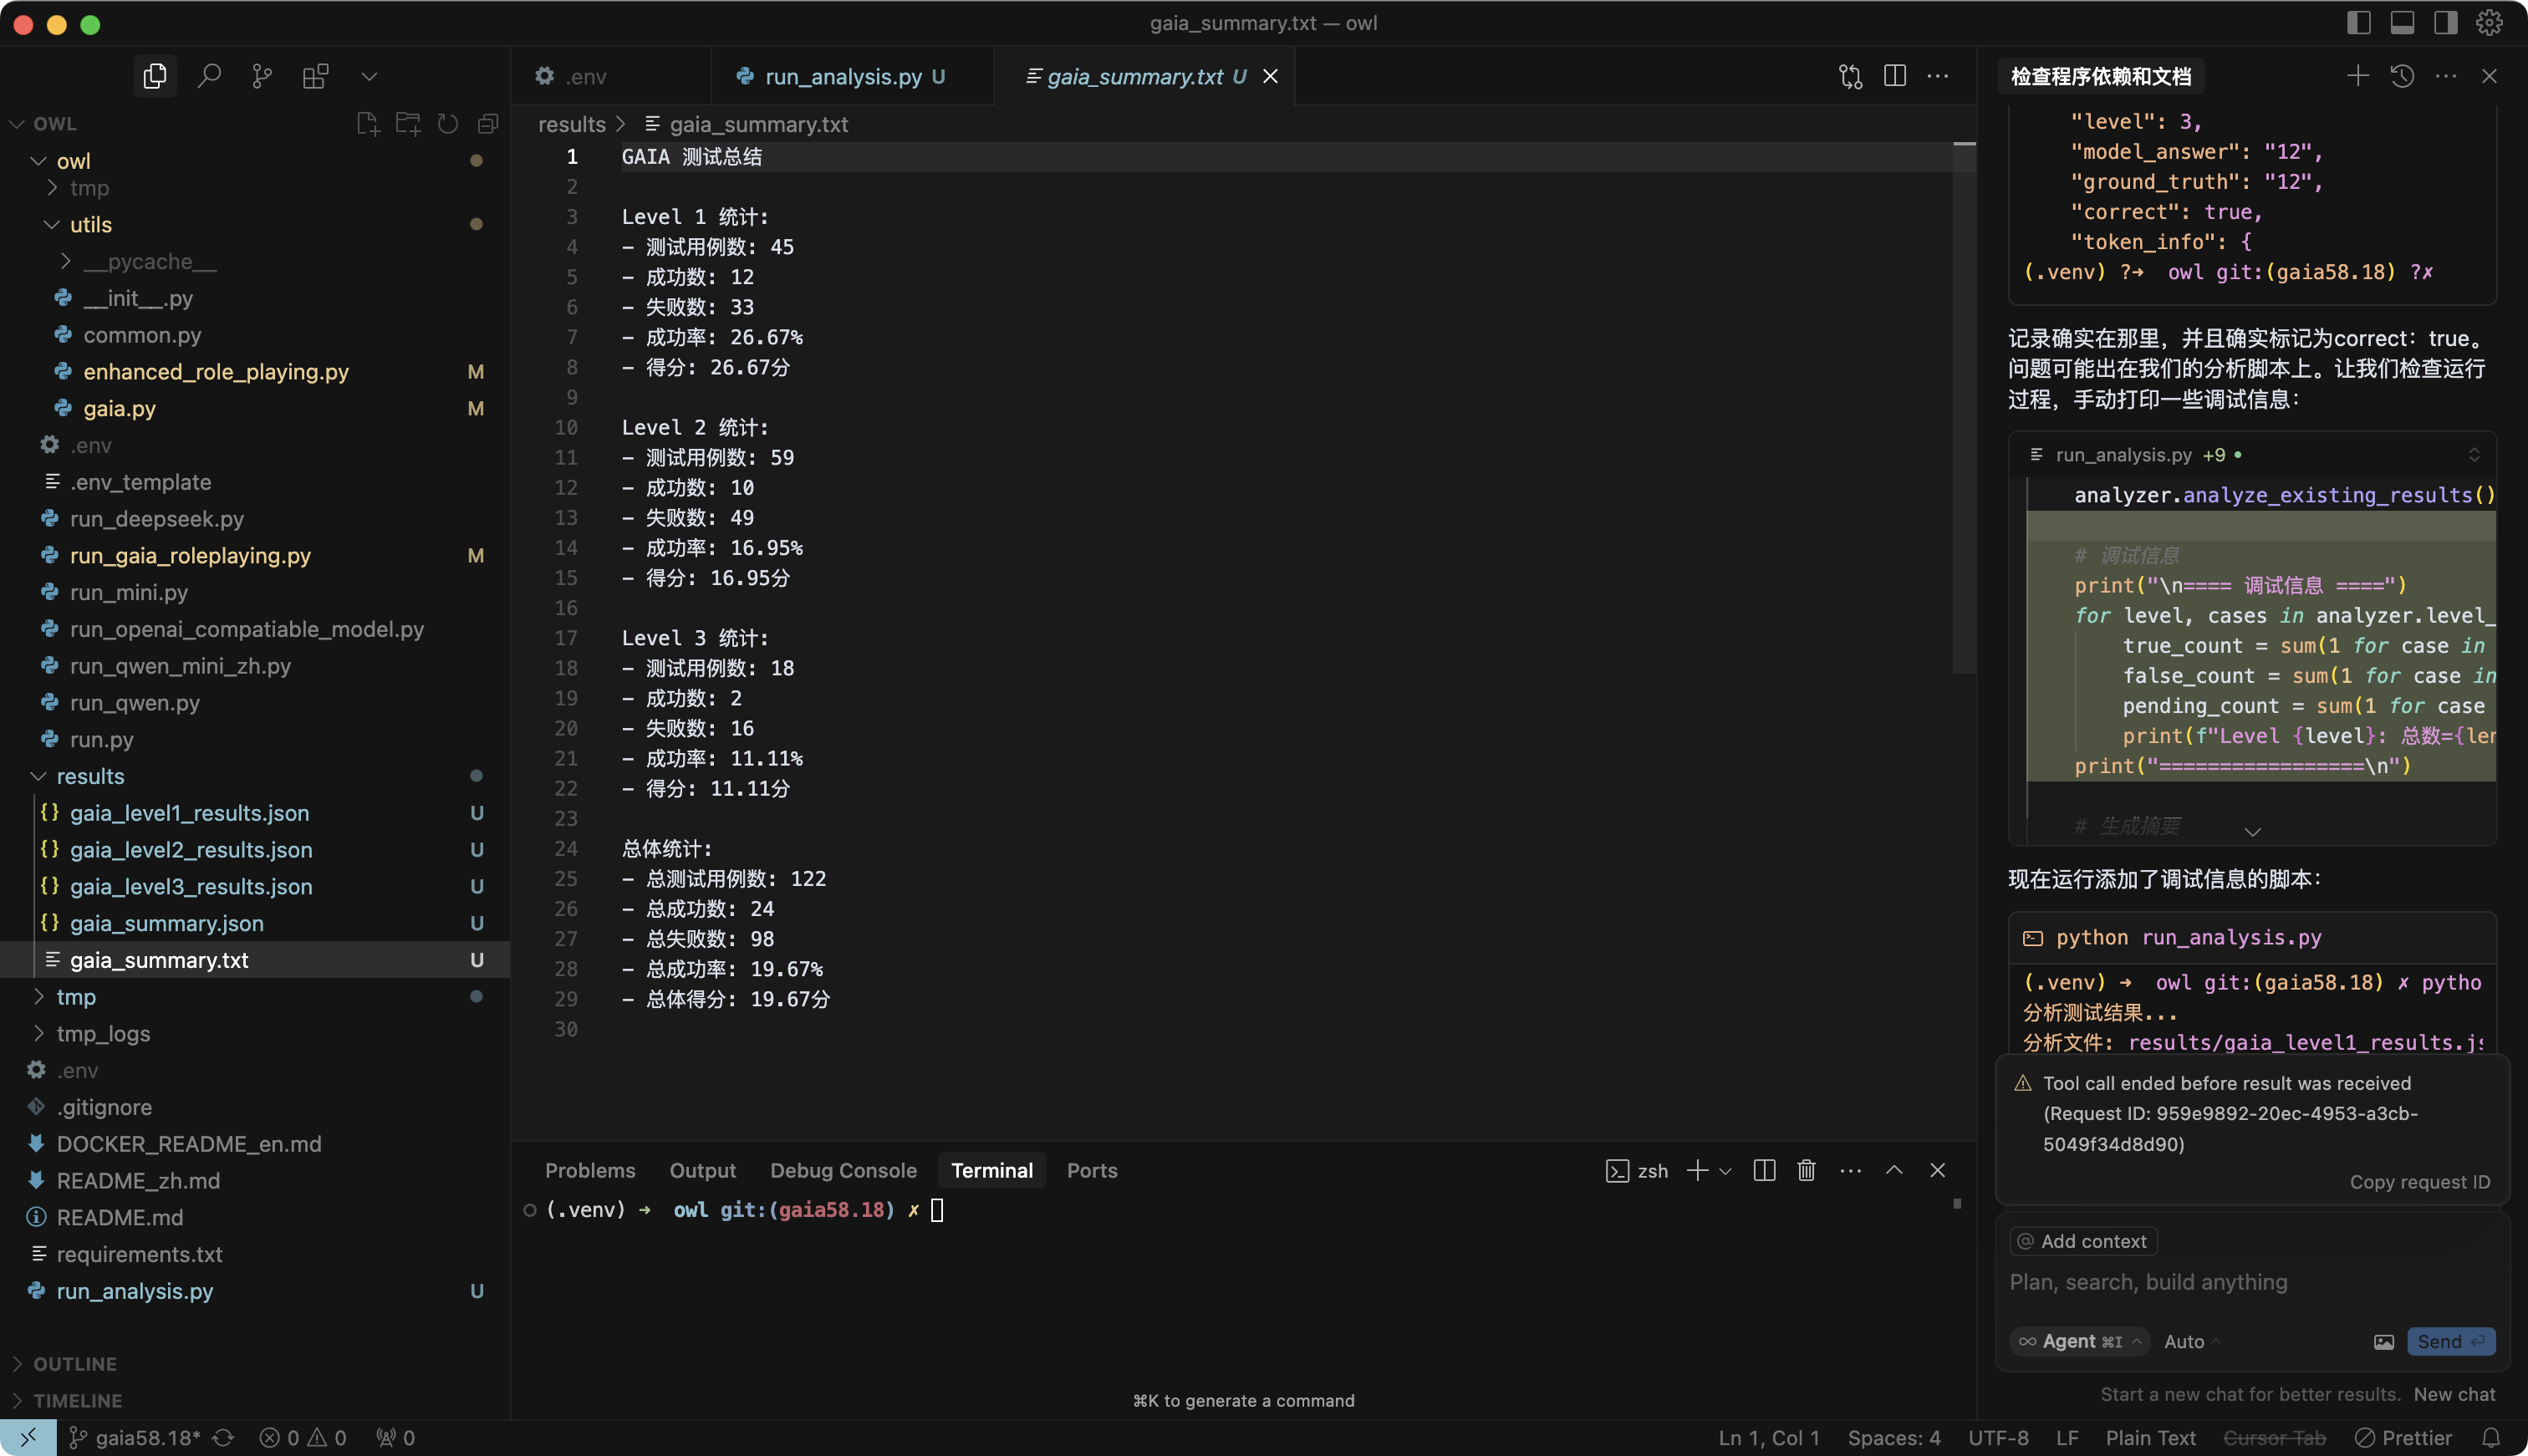 gaia_summary.txt — owl
OWL
owl
tmp
utils
__pycache__
__init__.py
common.py
enhanced_role_playing.py M
gaia.py M
.env
.env_template
run_deepseek.py
run_gaia_roleplaying.py M
run_mini.py
run_openai_compatiable_model.py
run_qwen_mini_zh.py
run_qwen.py
run.py
results
gaia_level1_results.json U
gaia_level2_results.json U
gaia_level3_results.json U
gaia_summary.json U
gaia_summary.txt U
tmp
tmp_logs
.env
.gitignore
DOCKER_README_en.md
README_zh.md
README.md
requirements.txt
run_analysis.py U
OUTLINE
TIMELINE
.env
run_analysis.py U
gaia_summary.txt U
results > gaia_summary.txt
1 GAIA 测试总结
2
3 Level 1 统计:
4 - 测试用例数: 45
5 - 成功数: 12
6 - 失败数: 33
7 - 成功率: 26.67%
8 - 得分: 26.67分
9
10 Level 2 统计:
11 - 测试用例数: 59
12 - 成功数: 10
13 - 失败数: 49
14 - 成功率: 16.95%
15 - 得分: 16.95分
16
17 Level 3 统计:
18 - 测试用例数: 18
19 - 成功数: 2
20 - 失败数: 16
21 - 成功率: 11.11%
22 - 得分: 11.11分
23
24 总体统计:
25 - 总测试用例数: 122
26 - 总成功数: 24
27 - 总失败数: 98
28 - 总成功率: 19.67%
29 - 总体得分: 19.67分
30
Problems Output Debug Console Terminal Ports
zsh
(.venv) → owl git:(gaia58.18) ✗
⌘K to generate a command
检查程序依赖和文档
"level": 3,
"model_answer": "12",
"ground_truth": "12",
"correct": true,
"token_info": {
(.venv) ?→ owl git:(gaia58.18) ?✗
记录确实在那里，并且确实标记为correct: true。
问题可能出在我们的分析脚本上。让我们检查运行
过程，手动打印一些调试信息：
run_analysis.py +9
analyzer.analyze_existing_results()
# 调试信息
print("\n==== 调试信息 ====")
for level, cases in analyzer.level_
true_count = sum(1 for case in
false_count = sum(1 for case in
pending_count = sum(1 for case
print(f"Level {level}: 总数={len
print("=================\n")
# 生成摘要
现在运行添加了调试信息的脚本：
python run_analysis.py
(.venv) → owl git:(gaia58.18) ✗ pytho
分析测试结果...
分析文件: results/gaia_level1_results.js
Tool call ended before result was received
(Request ID: 959e9892-20ec-4953-a3cb-
5049f34d8d90)
Copy request ID
@ Add context
Plan, search, build anything
∞ Agent ⌘I Auto Send
Start a new chat for better results. New chat
gaia58.18* 0 0 0
Ln 1, Col 1 Spaces: 4 UTF-8 LF Plain Text Cursor Tab Prettier